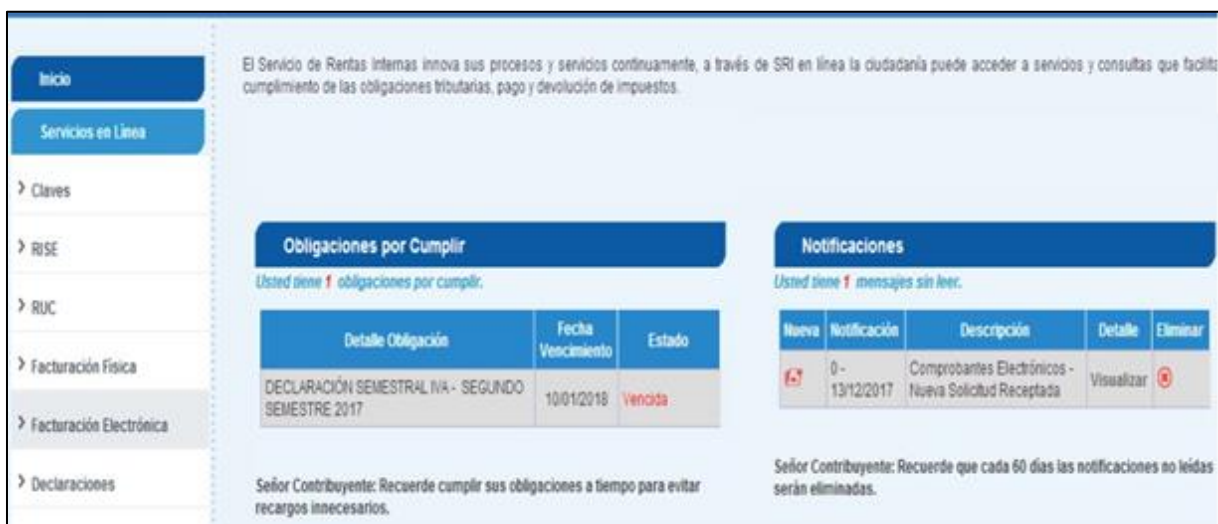 Inicio
Servicios en Línea
Claves
RISE
RUC
Facturación Física
Facturación Electrónica
Declaraciones
El Servicio de Rentas Internas innova sus procesos y servicios continuamente, a través de SRI en línea la ciudadanía puede acceder a servicios y consultas que facilita
cumplimiento de las obligaciones tributarias, pago y devolución de impuestos.
Obligaciones por Cumplir
Usted tiene 1 obligaciones por cumplir.
Detalle Obligación
Fecha
Vencimiento
Estado
DECLARACIÓN SEMESTRAL IVA - SEGUNDO
SEMESTRE 2017
10/01/2018
Vencida
Señor Contribuyente: Recuerde cumplir sus obligaciones a tiempo para evitar
recargos innecesarios.
Notificaciones
Usted tiene 1 mensajes sin leer.
Nueva
Notificación
Descripción
Detalle
Eliminar
0 -
13/12/2017
Comprobantes Electrónicos -
Nueva Solicitud Receptada
Visualizar
Señor Contribuyente: Recuerde que cada 60 días las notificaciones no leídas
serán eliminadas.